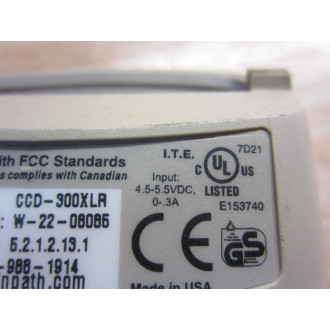 ith FCC Standards
s complies with Canadian
I.T.E.
7D21
C UL US
LISTED
E153740
Input:
4.5-5.5VDC,
0-.3A
CCD-300XLR
: W-22-08085
5.2.1.2.13.1
-986-1914
npath.com
CE
GS
Made in USA